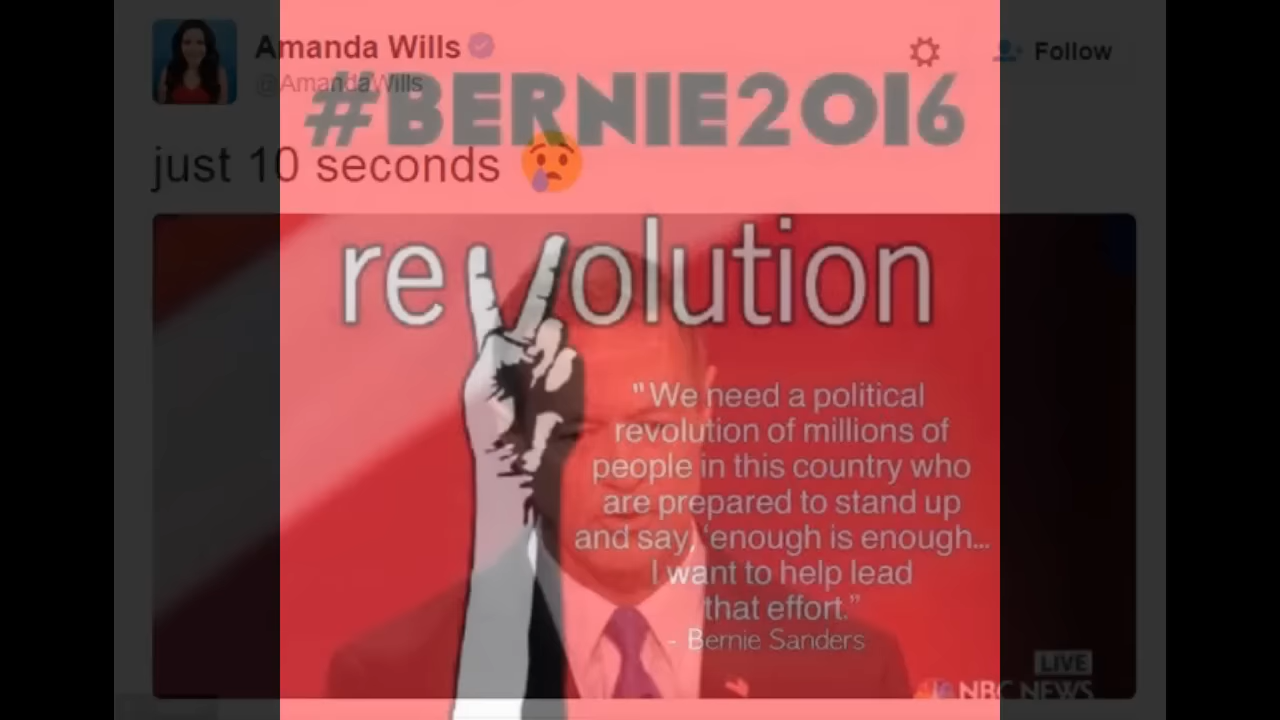 Amanda Wills
@AmandaWills
Follow
#BERNIE2016
just 10 seconds
revolution
"We need a political
revolution of millions of
people in this country who
are prepared to stand up
and say, 'enough is enough...
I want to help lead
that effort."
- Bernie Sanders
LIVE
NBC NEWS